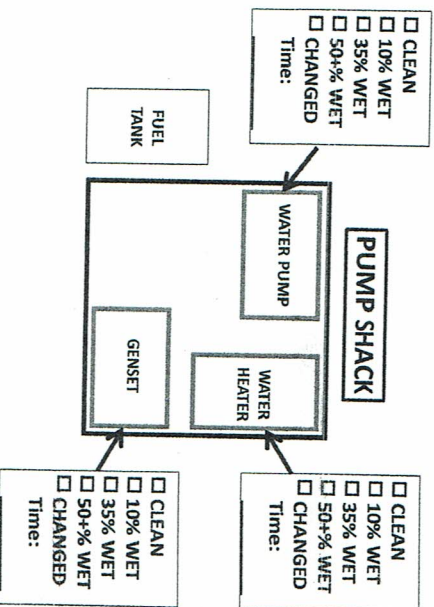 PUMP SHACK
☐ CLEAN
☐ 10% WET
☐ 35% WET
☐ 50+% WET
☐ CHANGED
Time:
WATER PUMP
WATER
HEATER
☐ CLEAN
☐ 10% WET
☐ 35% WET
☐ 50+% WET
☐ CHANGED
Time:
FUEL
TANK
GENSET
☐ CLEAN
☐ 10% WET
☐ 35% WET
☐ 50+% WET
☐ CHANGED
Time: